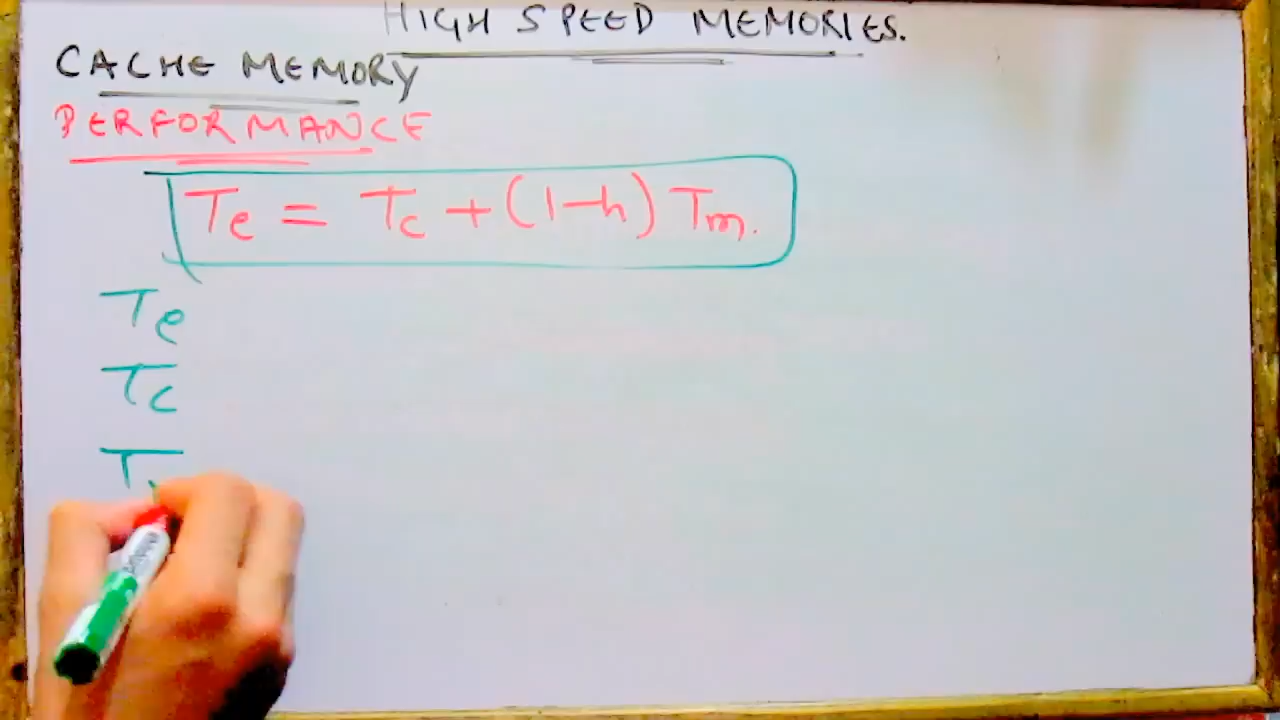 HIGH SPEED MEMORIES.
CACHE MEMORY
PERFORMANCE
Te = Tc + (1-h) Tm.
Te
Tc
T